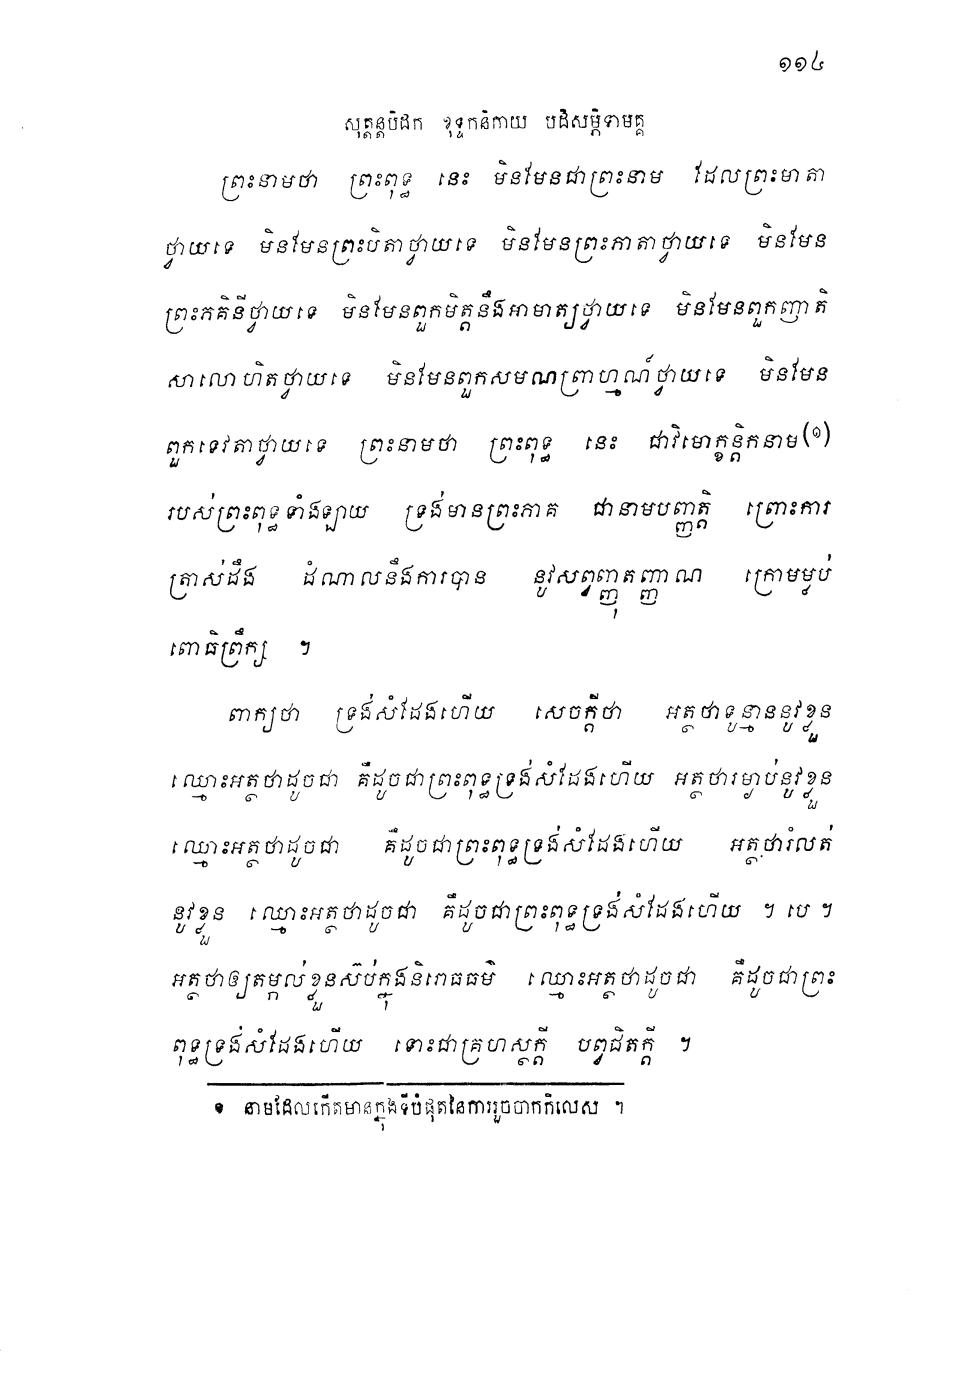 ១១៤
សុត្តន្តបិដក ខុទ្ទកនិកាយ បដិសម្ភិទាមគ្គ
ព្រះនាមថា ព្រះពុទ្ធ នេះ មិនមែនជាព្រះនាម ដែលព្រះមាតា
ថ្វាយទេ មិនមែនព្រះបិតាថ្វាយទេ មិនមែនព្រះភាតាថ្វាយទេ មិនមែន
ព្រះភគិនីថ្វាយទេ មិនមែនពួកមិត្តនឹងអាមាត្យថ្វាយទេ មិនមែនពួកញាតិ
សាលោហិតថ្វាយទេ មិនមែនពួកសមណព្រាហ្មណ៍ថ្វាយទេ មិនមែន
ពួកទេវតាថ្វាយទេ ព្រះនាមថា ព្រះពុទ្ធ នេះ ជាវិមោក្ខន្តិកនាម(១)
របស់ព្រះពុទ្ធទាំងឡាយ ទ្រង់មានព្រះភាគ ជានាមបញ្ញត្តិ ព្រោះការ
ត្រាស់ដឹង ដំណាលនឹងការបាន នូវសព្វញ្ញុតញ្ញាណ ក្រោមម្លប់
ពោធិព្រឹក្ស ។
ពាក្យថា ទ្រង់សំដែងហើយ សេចក្តីថា អត្ថថាទូន្មាននូវខ្លួន
ឈ្មោះអត្ថថាដូចជា គឺដូចជាព្រះពុទ្ធទ្រង់សំដែងហើយ អត្ថថារម្ងាប់នូវខ្លួន
ឈ្មោះអត្ថថាដូចជា គឺដូចជាព្រះពុទ្ធទ្រង់សំដែងហើយ អត្ថថារំលត់
នូវខ្លួន ឈ្មោះអត្ថថាដូចជា គឺដូចជាព្រះពុទ្ធទ្រង់សំដែងហើយ ។ បេ ។
អត្ថថាឲ្យតម្កល់ខ្លួនស៊ប់ក្នុងនិរោធធម៌ ឈ្មោះអត្ថថាដូចជា គឺដូចជាព្រះ
ពុទ្ធទ្រង់សំដែងហើយ ទោះជាគ្រហស្ថក្តី បព្វជិតក្តី ។
១ នាមដែលកើតមានក្នុងទីបំផុតនៃការរួចចាកកិលេស ។